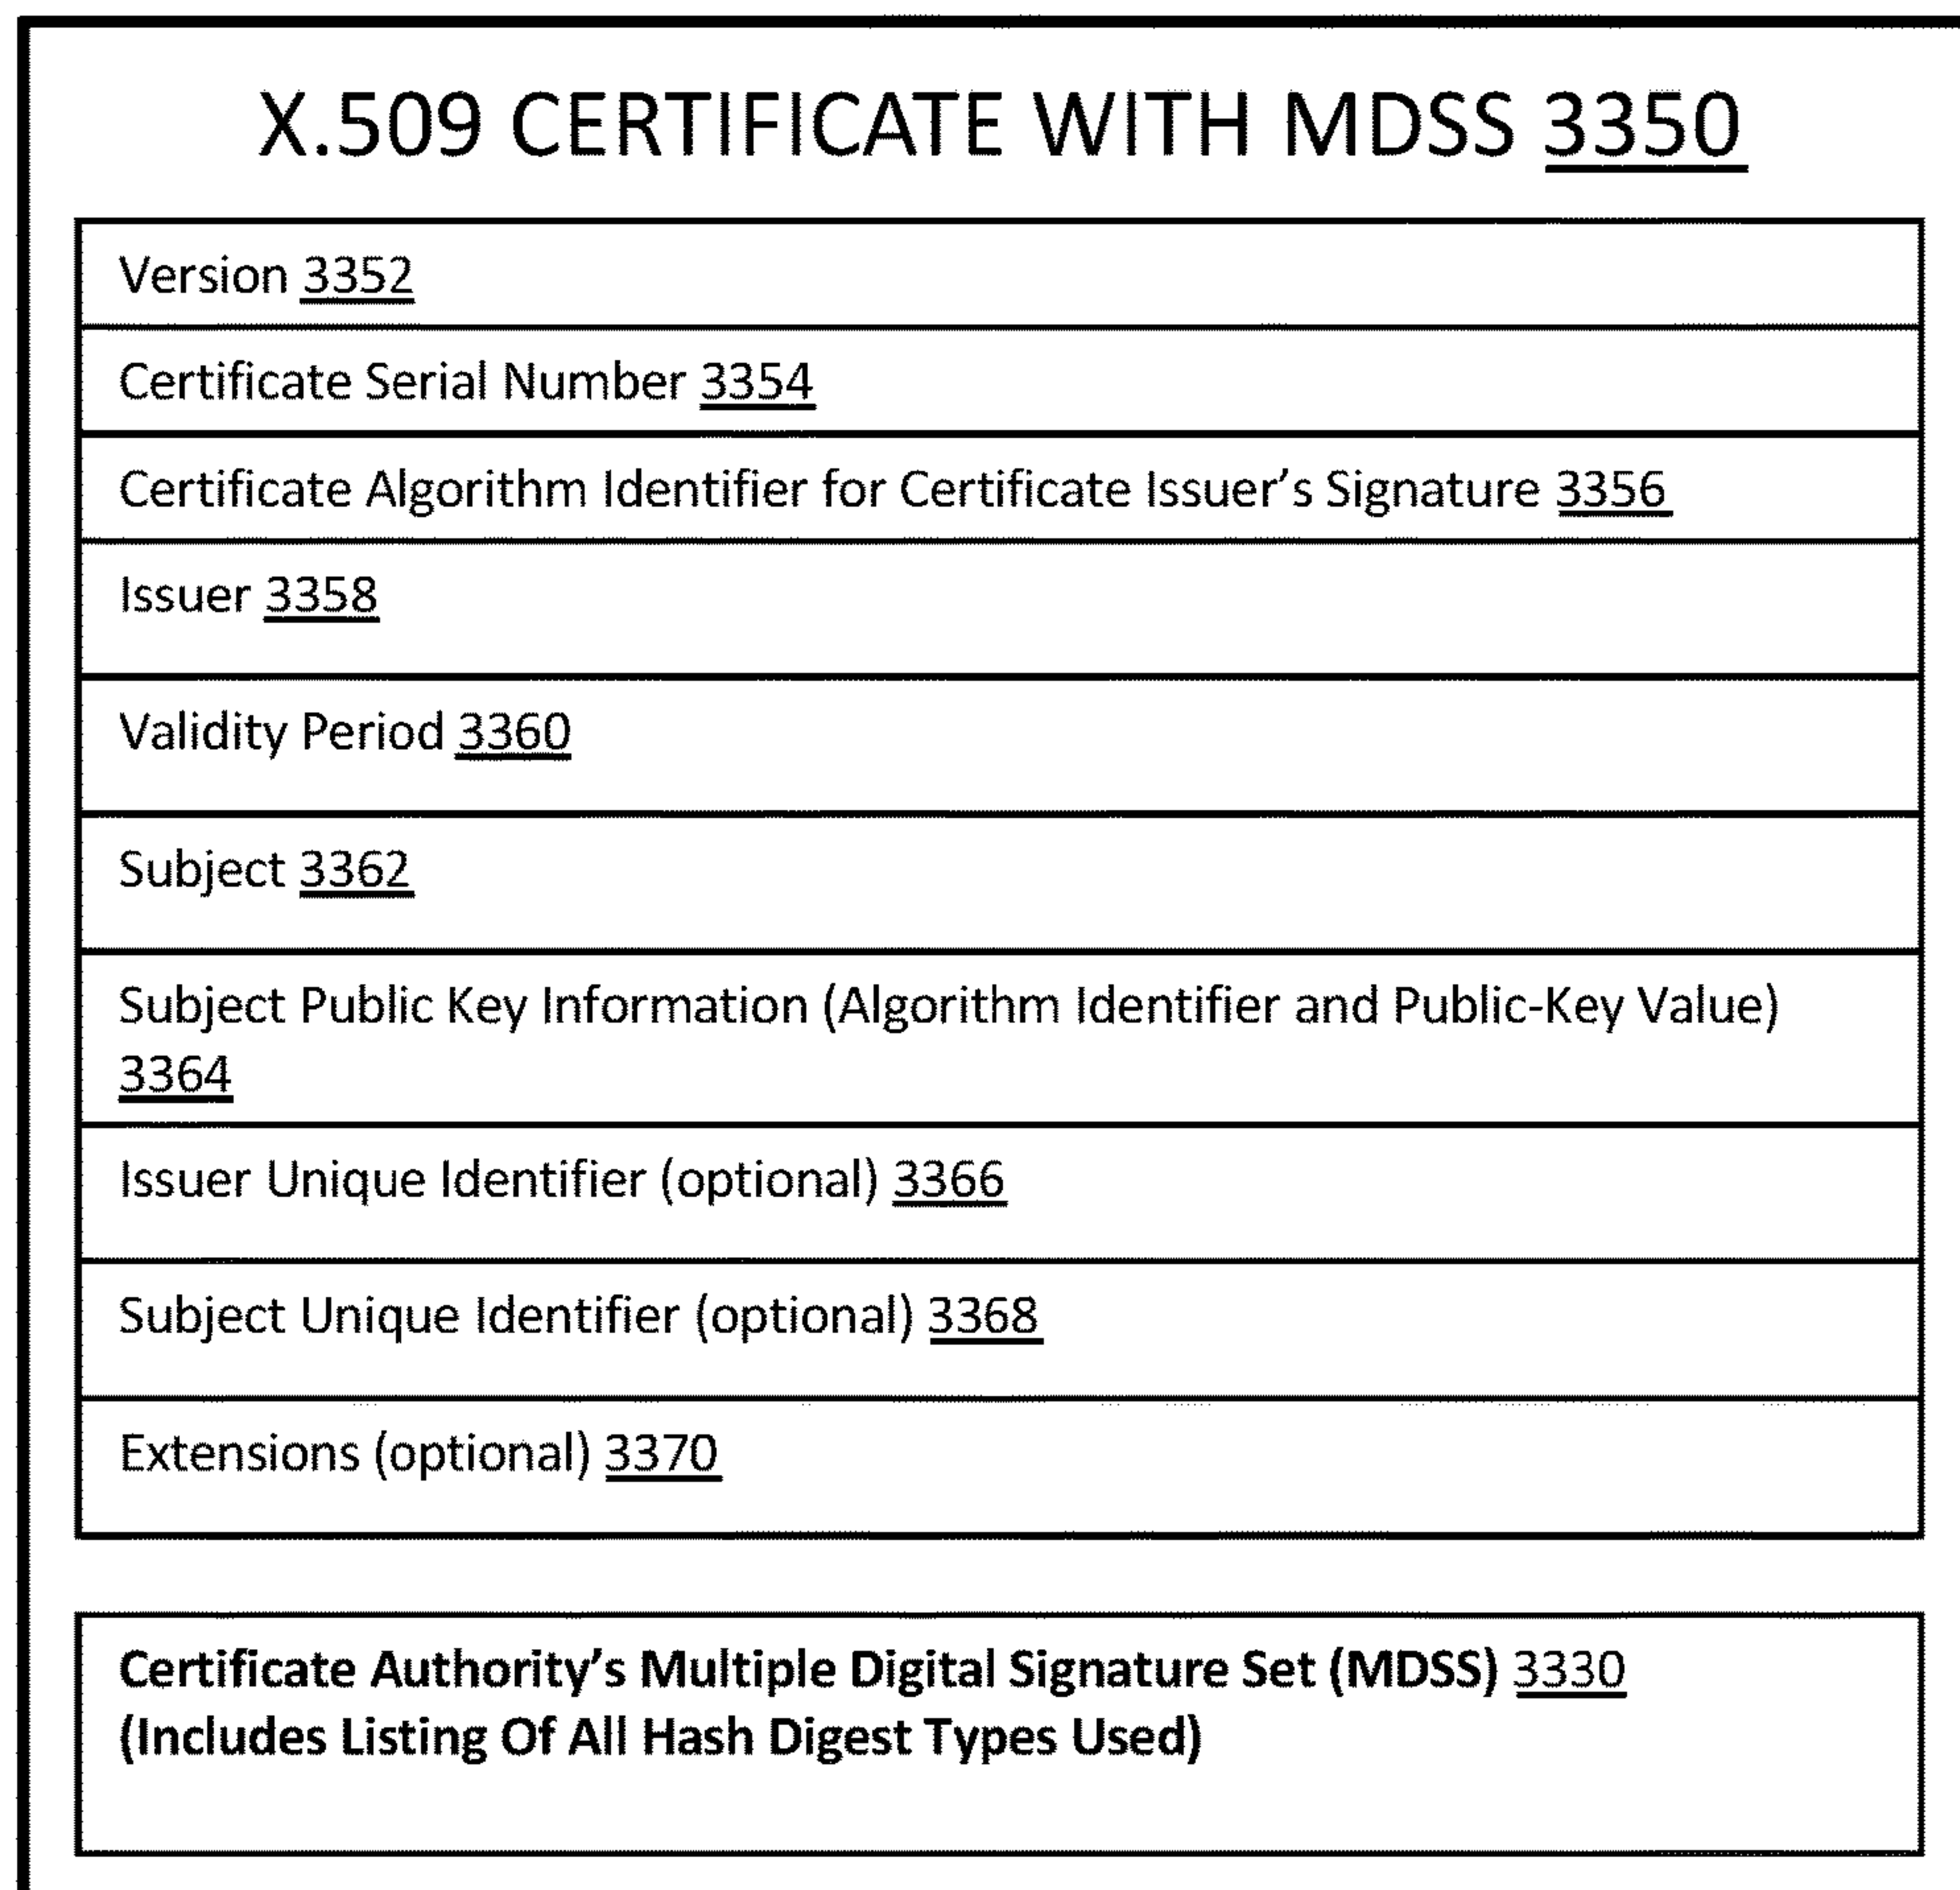 X.509 CERTIFICATE WITH MDSS 3350
Version 3352
Certificate Serial Number 3354
Certificate Algorithm Identifier for Certificate Issuer’s Signature 3356
Issuer 3358
Validity Period 3360
Subject 3362
Subject Public Key Information (Algorithm Identifier and Public-Key Value)
3364
Issuer Unique Identifier (optional) 3366
Subject Unique Identifier (optional) 3368
Extensions (optional) 3370
Certificate Authority’s Multiple Digital Signature Set (MDSS) 3330
(Includes Listing Of All Hash Digest Types Used)